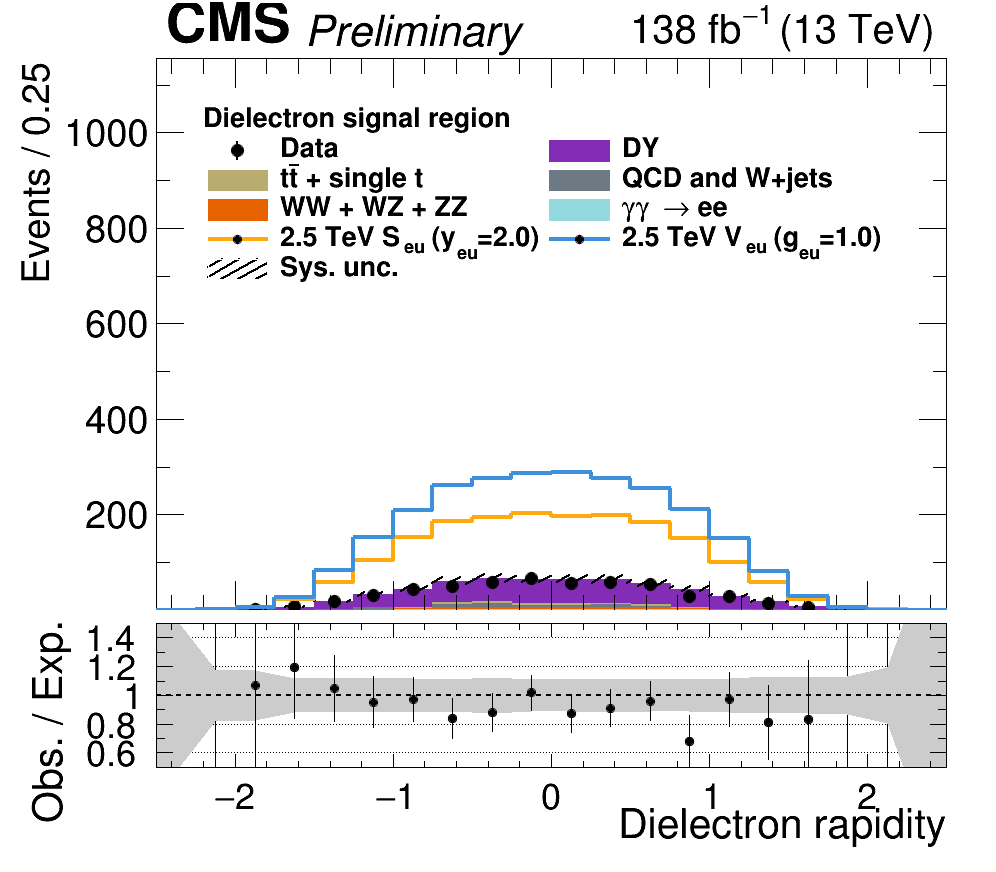 CMS Preliminary 138 fb⁻¹ (13 TeV)
Events / 0.25
1000
800
600
400
200
Dielectron signal region
Data
DY
tt̄ + single t
QCD and W+jets
WW + WZ + ZZ
γγ → ee
2.5 TeV S_eu (y_eu=2.0)
2.5 TeV V_eu (g_eu=1.0)
Sys. unc.
Obs. / Exp.
1.4
1.2
1
0.8
0.6
−2 −1 0 1 2
Dielectron rapidity